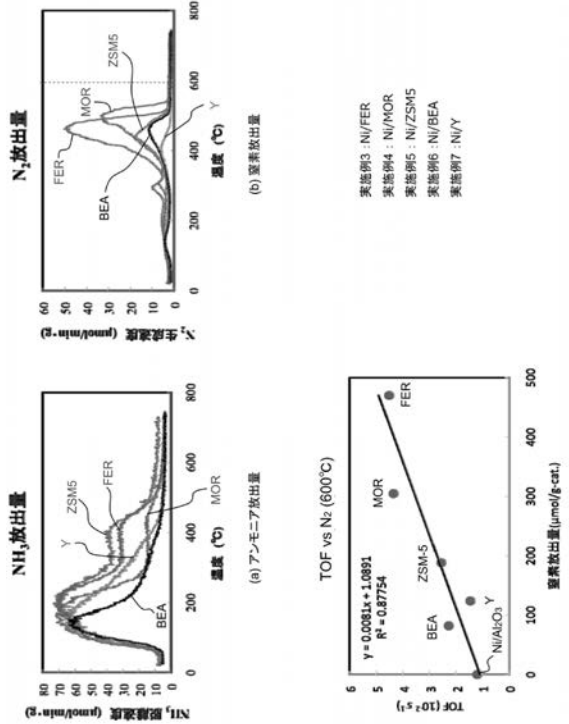 NH₃放出量
NH₃脱離速度 (μmol/min·g)
80
70
60
50
40
30
20
10
0
ZSM5
FER
Y
BEA
MOR
0
200
400
600
800
温度 (℃)
(a) アンモニア放出量
N₂放出量
N₂生成速度 (μmol/min·g)
60
50
40
30
20
10
0
FER
MOR
ZSM5
BEA
Y
0
200
400
600
800
温度 (℃)
(b) 窒素放出量
TOF vs N₂ (600℃)
TOF (10⁻² s⁻¹)
6
5
4
3
2
1
0
y = 0.0081x + 1.0891
R² = 0.87754
MOR
FER
ZSM-5
BEA
Y
Ni/Al₂O₃
0
100
200
300
400
500
窒素放出量(μmol/g-cat.)
実施例3 : Ni/FER
実施例4 : Ni/MOR
実施例5 : Ni/ZSM5
実施例6 : Ni/BEA
実施例7 : Ni/Y